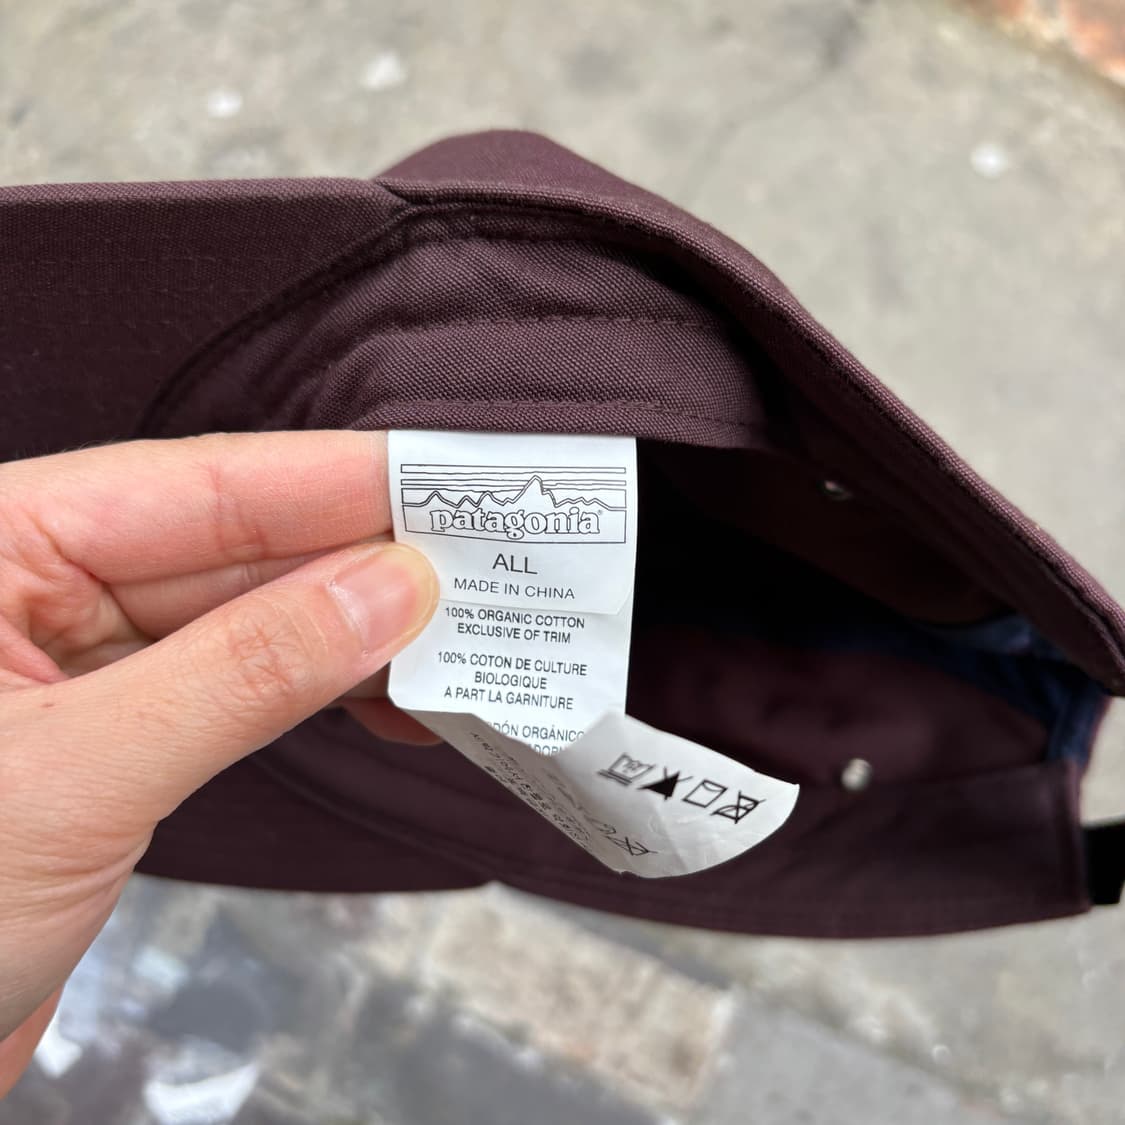 patagonia®
ALL
MADE IN CHINA
100% ORGANIC COTTON
EXCLUSIVE OF TRIM
100% COTON DE CULTURE
BIOLOGIQUE
A PART LA GARNITURE
ORGÁNICO